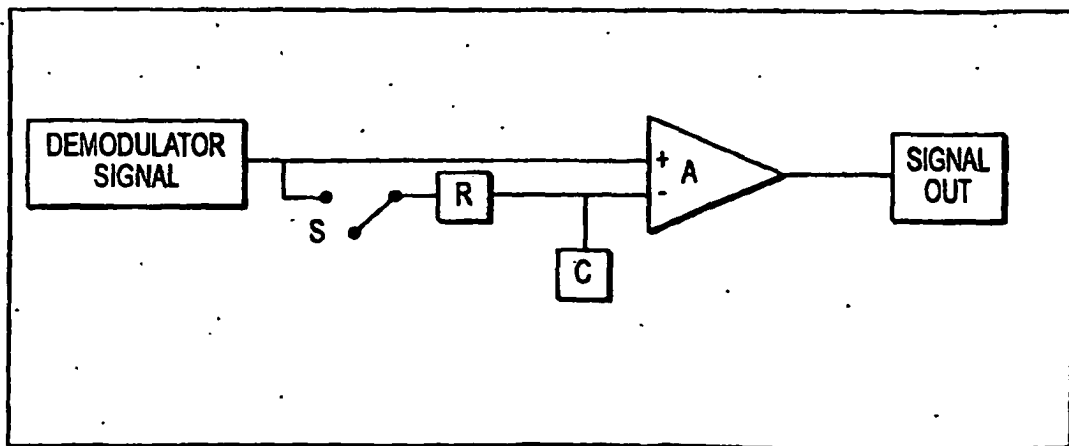 DEMODULATOR
SIGNAL
S
R
C
+
-
A
SIGNAL
OUT